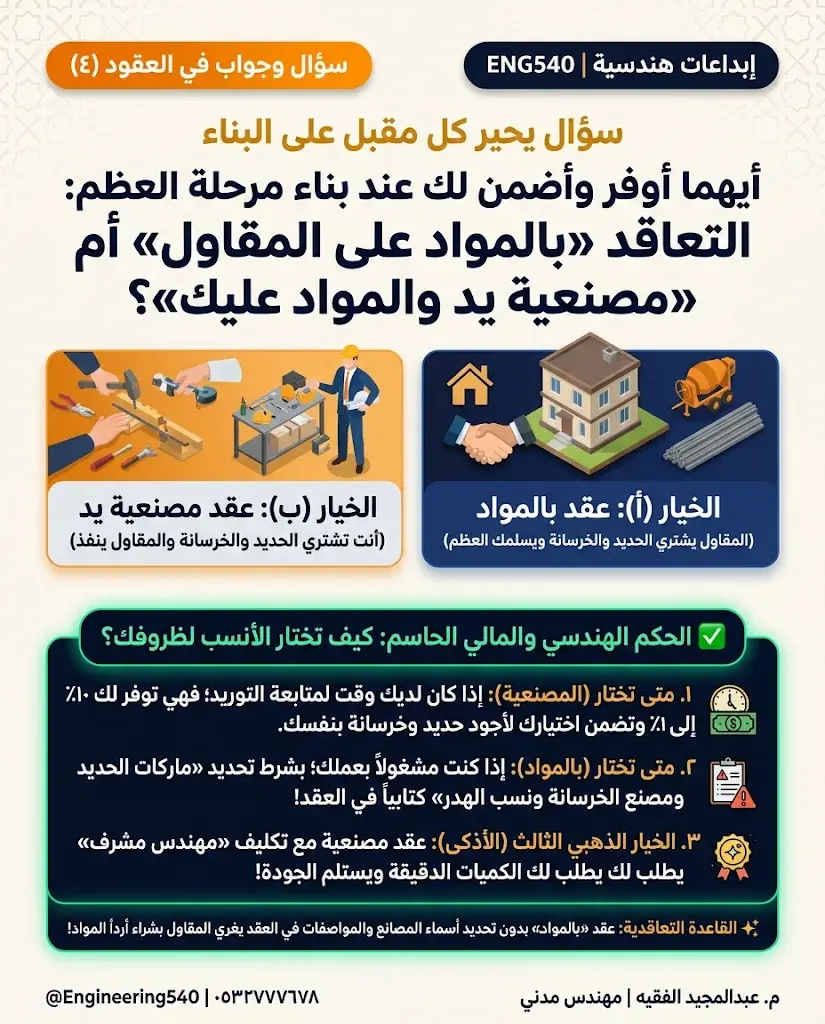 إبداعات هندسية | ENG540
سؤال وجواب في العقود (٤)
سؤال يحير كل مقبل على البناء
أيهما أوفر وأضمن لك عند بناء مرحلة العظم:
التعاقد «بالمواد على المقاول» أم
«مصنعية يد والمواد عليك»؟
الخيار (أ): عقد بالمواد
(المقاول يشتري الحديد والخرسانة ويسلمك العظم)
الخيار (ب): عقد مصنعية يد
(أنت تشتري الحديد والخرسانة والمقاول ينفذ)
✅ الحكم الهندسي والمالي الحاسم: كيف تختار الأنسب لظروفك؟
١. متى تختار (المصنعية): إذا كان لديك وقت لمتابعة التوريد؛ فهي توفر لك ١٠٪
إلى ١٪ وتضمن اختيارك لأجود حديد وخرسانة بنفسك.
٢. متى تختار (بالمواد): إذا كنت مشغولاً بعملك؛ بشرط تحديد «ماركات الحديد
ومصنع الخرسانة ونسب الهدر» كتابياً في العقد!
٣. الخيار الذهبي الثالث (الأذكى): عقد مصنعية مع تكليف «مهندس مشرف»
يطلب لك يطلب لك الكميات الدقيقة ويستلم الجودة!
✨ القاعدة التعاقدية: عقد «بالمواد» بدون تحديد أسماء المصانع والمواصفات في العقد يغري المقاول بشراء أردأ المواد!
م. عبدالمجيد الفقيه | مهندس مدني
@Engineering540 | ٠٥٣٢٧٧٧٦٧٨